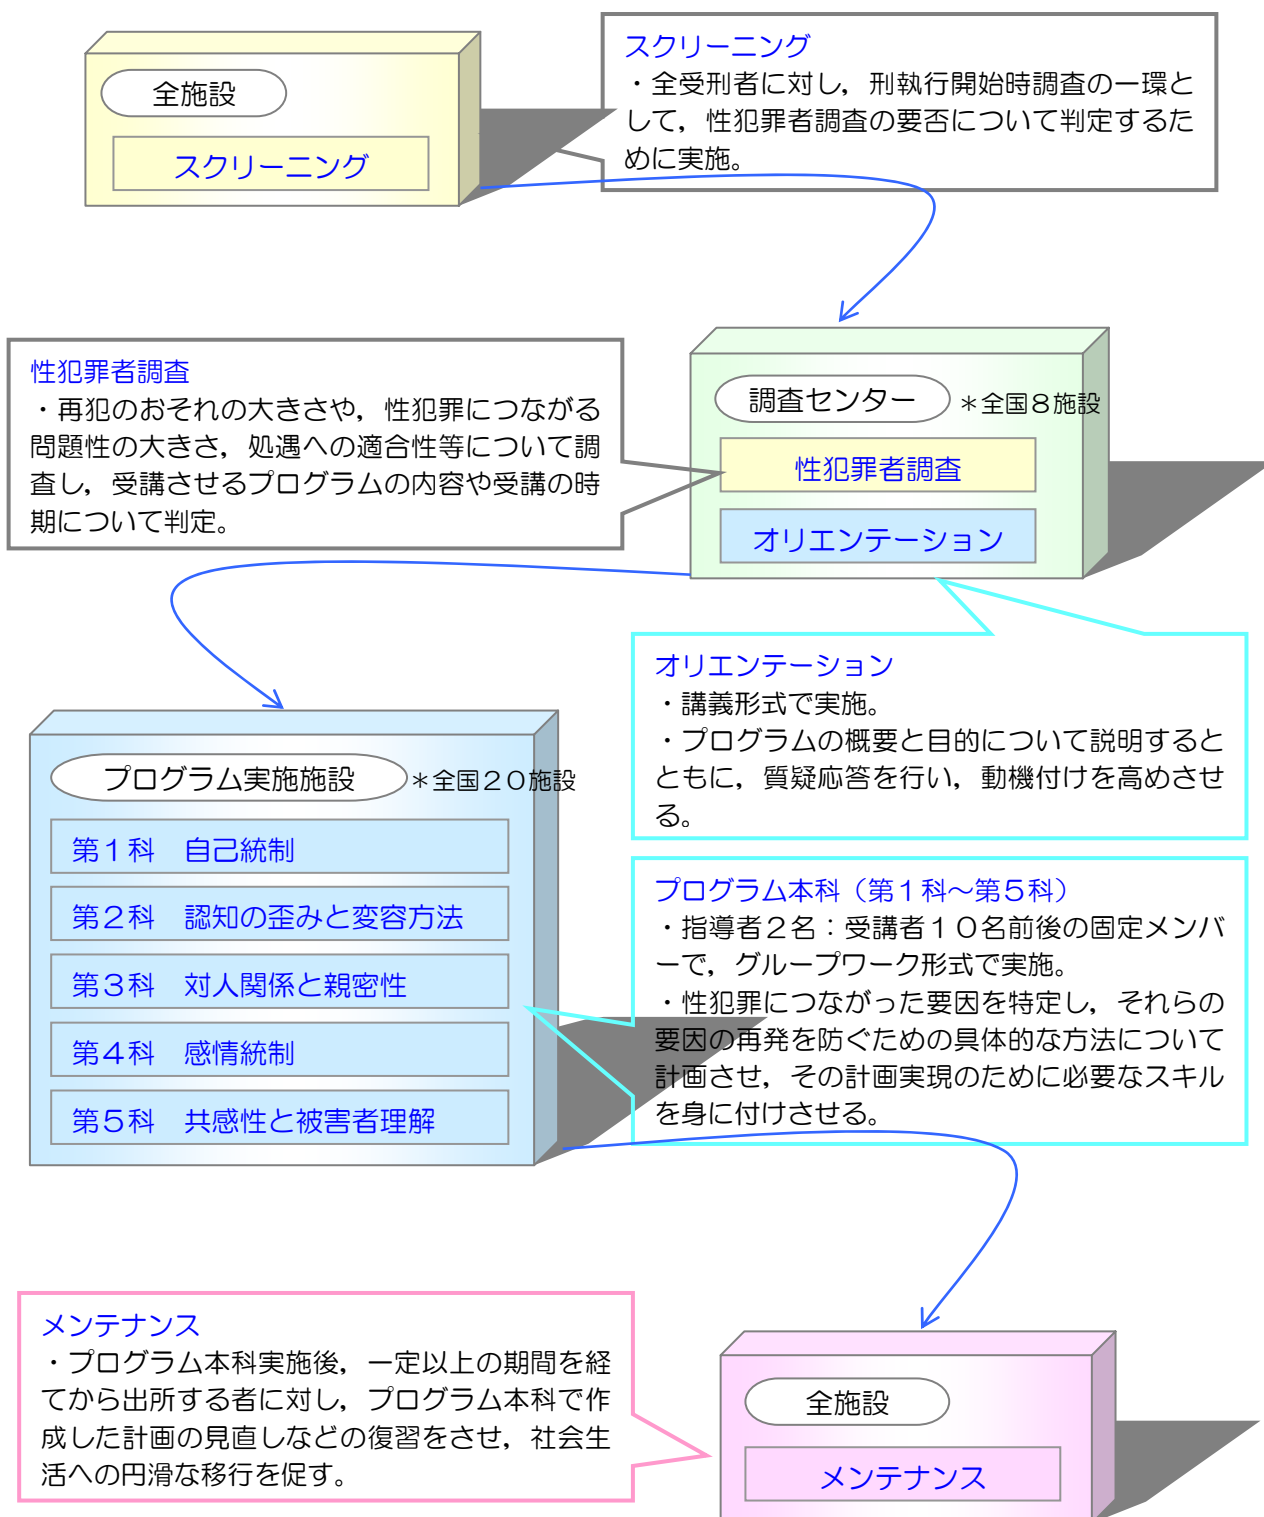 全施設
スクリーニング
スクリーニング
・全受刑者に対し，刑執行開始時調査の一環と
して，性犯罪者調査の要否について判定するた
めに実施。
性犯罪者調査
・再犯のおそれの大きさや，性犯罪につながる
問題性の大きさ，処遇への適合性等について調
査し，受講させるプログラムの内容や受講の時
期について判定。
調査センター ＊全国８施設
性犯罪者調査
オリエンテーション
オリエンテーション
・講義形式で実施。
・プログラムの概要と目的について説明すると
ともに，質疑応答を行い，動機付けを高めさせ
る。
プログラム実施施設 ＊全国２０施設
第１科　自己統制
第２科　認知の歪みと変容方法
第３科　対人関係と親密性
第４科　感情統制
第５科　共感性と被害者理解
プログラム本科（第１科～第５科）
・指導者２名：受講者１０名前後の固定メンバ
ーで，グループワーク形式で実施。
・性犯罪につながった要因を特定し，それらの
要因の再発を防ぐための具体的な方法について
計画させ，その計画実現のために必要なスキル
を身に付けさせる。
メンテナンス
・プログラム本科実施後，一定以上の期間を経
てから出所する者に対し，プログラム本科で作
成した計画の見直しなどの復習をさせ，社会生
活への円滑な移行を促す。
全施設
メンテナンス